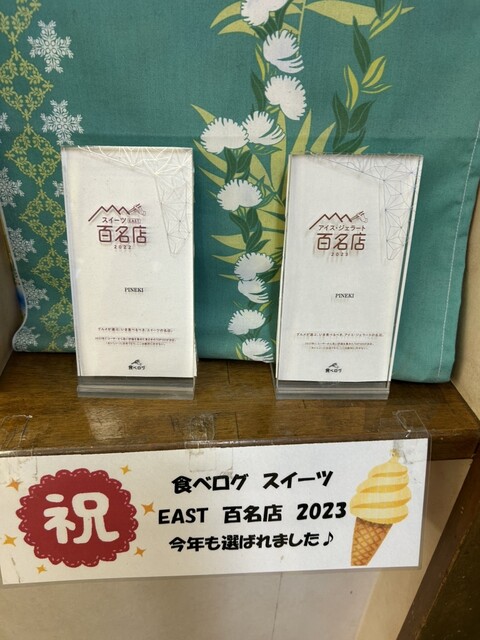 スイーツ EAST
百名店
2022
PINEKI
食べログ
アイス・ジェラート
百名店
2023
PINEKI
食べログ
祝
食べログ スイーツ
EAST 百名店 2023
今年も選ばれました♪